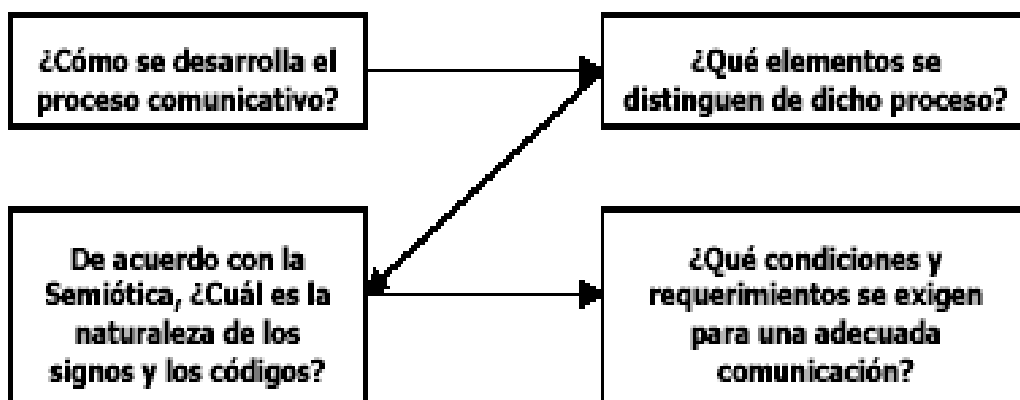 ¿Cómo se desarrolla el
proceso comunicativo?
¿Qué elementos se
distinguen de dicho proceso?
De acuerdo con la
Semiótica, ¿Cuál es la
naturaleza de los
signos y los códigos?
¿Qué condiciones y
requerimientos se exigen
para una adecuada
comunicación?